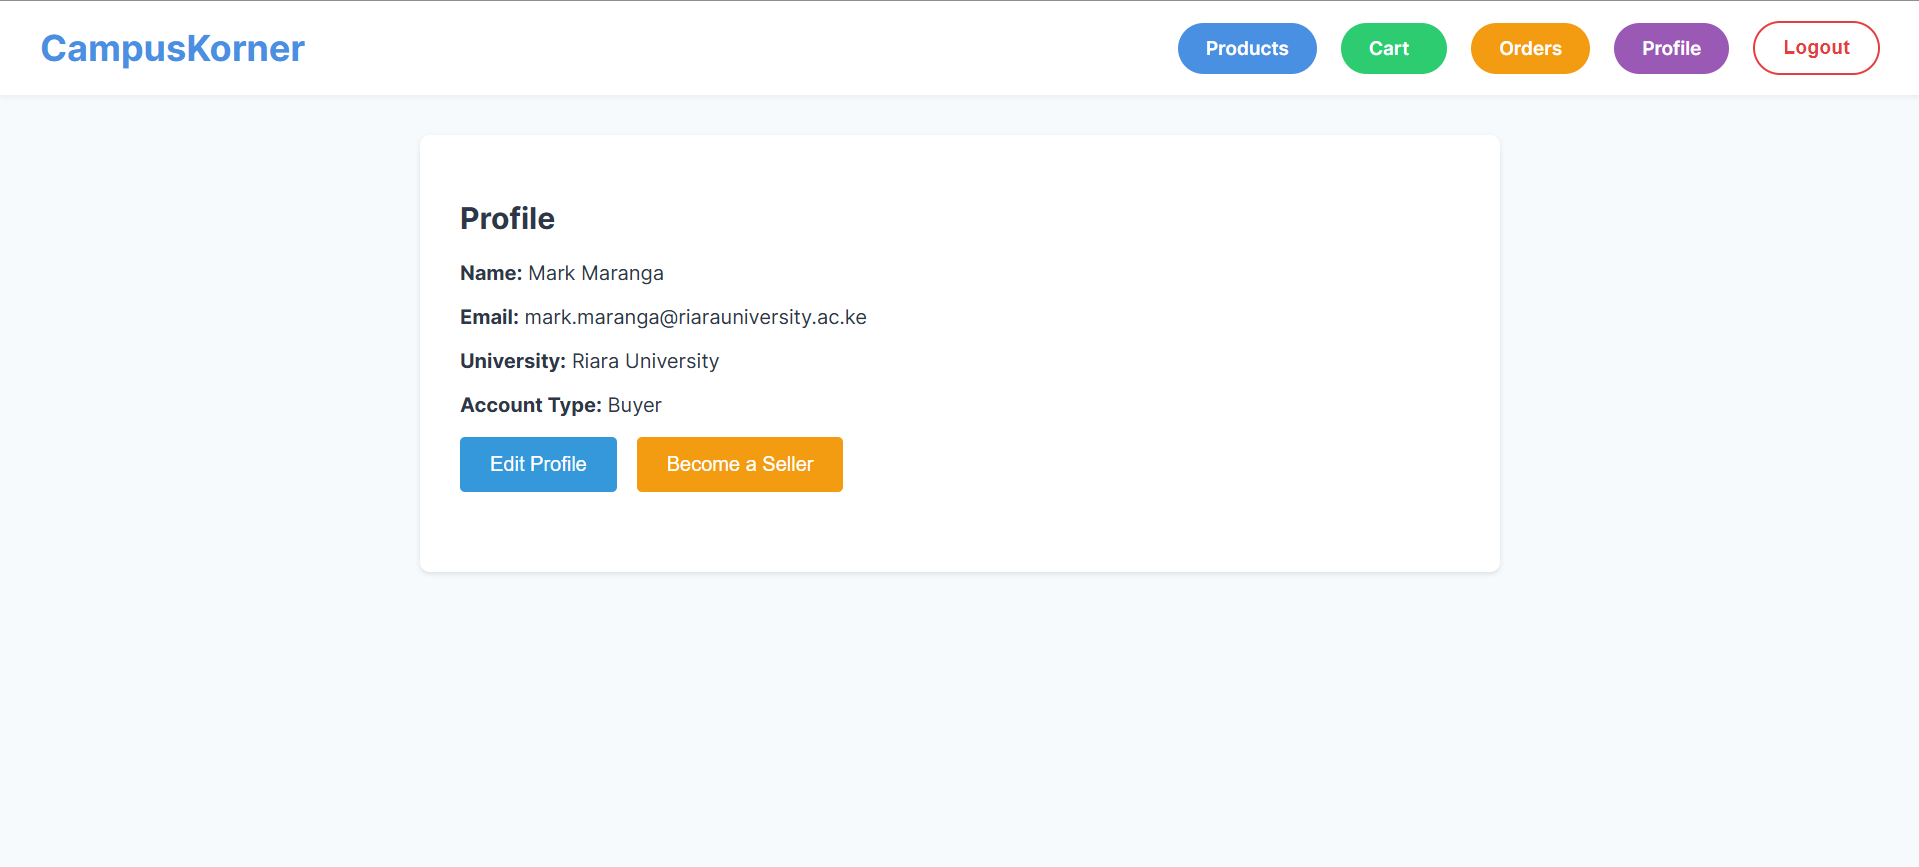 CampusKorner
Products Cart Orders Profile Logout
Profile
Name: Mark Maranga
Email: mark.maranga@riarauniversity.ac.ke
University: Riara University
Account Type: Buyer
Edit Profile Become a Seller